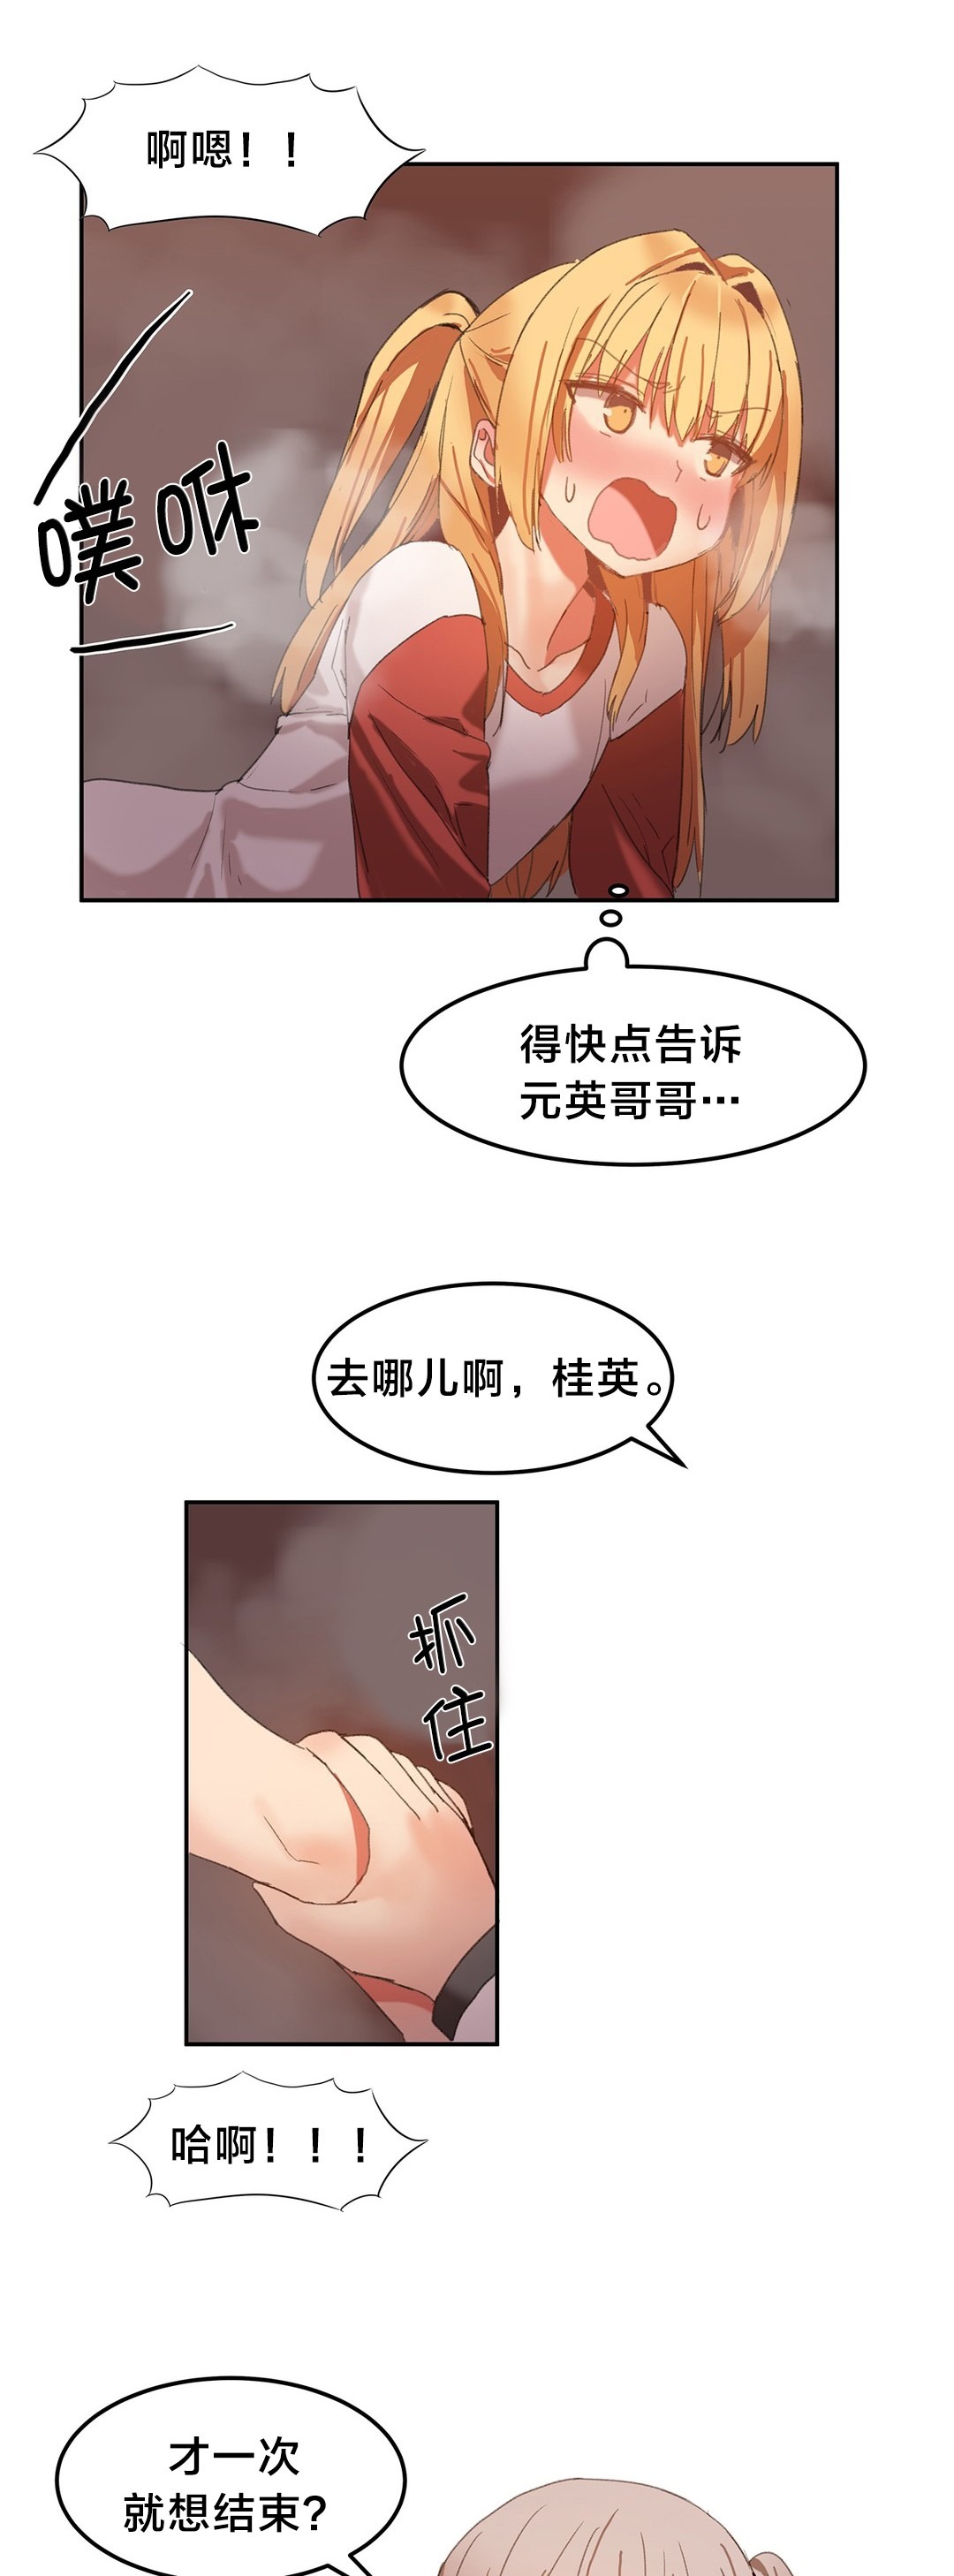 啊嗯！！
噗咻
得快点告诉
元英哥哥…
去哪儿啊，桂英。
抓
住
哈啊！！！
才一次
就想结束？